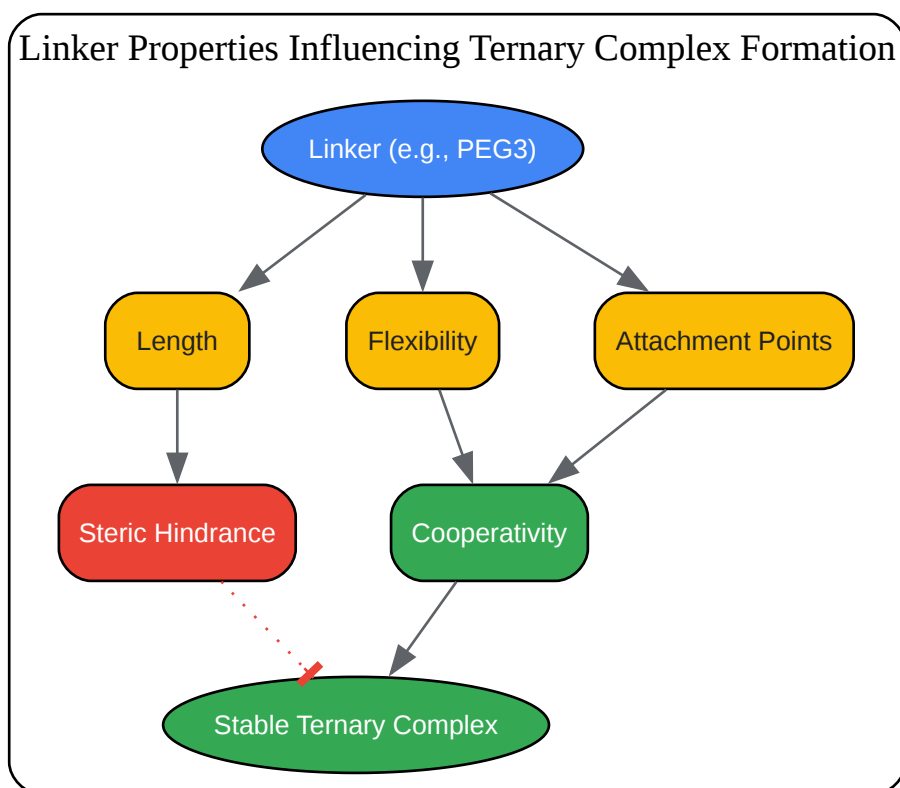 Linker Properties Influencing Ternary Complex Formation
Linker (e.g., PEG3)
Length
Flexibility
Attachment Points
Steric Hindrance
Cooperativity
Stable Ternary Complex